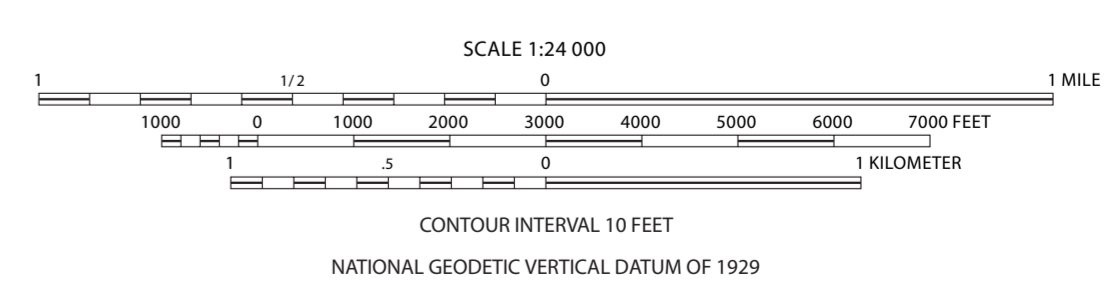 SCALE 1:24 000
1 1/2 0 1 MILE
1000 0 1000 2000 3000 4000 5000 6000 7000 FEET
1 .5 0 1 KILOMETER
CONTOUR INTERVAL 10 FEET
NATIONAL GEODETIC VERTICAL DATUM OF 1929